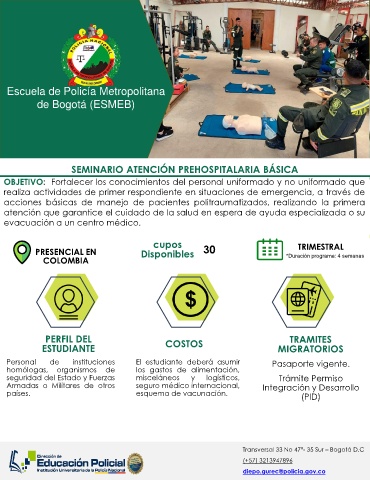 POLICIA NACIONAL
Escuela de Policía Metropolitana
de Bogotá (ESMEB)
SEMINARIO ATENCIÓN PREHOSPITALARIA BÁSICA
OBJETIVO: Fortalecer los conocimientos del personal uniformado y no uniformado que
realiza actividades de primer respondiente en situaciones de emergencia, a través de
acciones básicas de manejo de pacientes politraumatizados, realizando la primera
atención que garantice el cuidado de la salud en espera de ayuda especializada o su
evacuación a un centro médico.
PRESENCIAL EN
COLOMBIA
cupos
Disponibles 30
TRIMESTRAL
*Duración programa: 4 semanas
$
PERFIL DEL
ESTUDIANTE
Personal de instituciones
homólogas, organismos de
seguridad del Estado y Fuerzas
Armadas o Militares de otros
países.
COSTOS
El estudiante deberá asumir
los gastos de alimentación,
misceláneos y logísticos,
seguro médico internacional,
esquema de vacunación.
TRAMITES
MIGRATORIOS
Pasaporte vigente.
Trámite Permiso
Integración y Desarrollo
(PID)
Dirección de
Educación Policial
Institución Universitaria de la Policía Nacional
Transversal 33 No 47ª- 35 Sur – Bogotá D.C
(+57) 3213947896
diepo.gurec@policia.gov.co